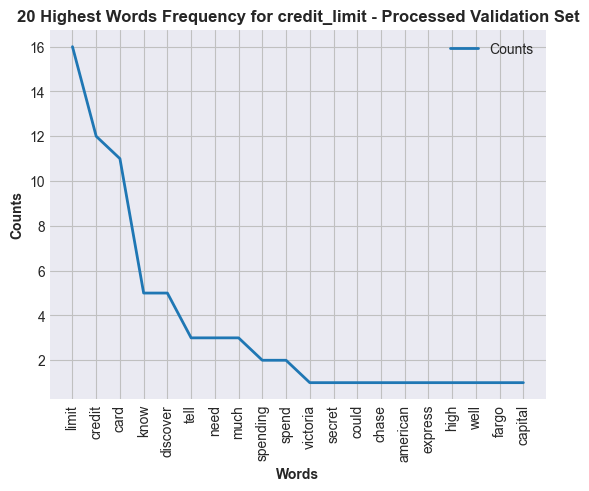 20 Highest Words Frequency for credit_limit - Processed Validation Set
Counts
16
14
12
10
8
6
4
2
Counts
limit
credit
card
know
discover
tell
need
much
spending
spend
victoria
secret
could
chase
american
express
high
well
fargo
capital
Words